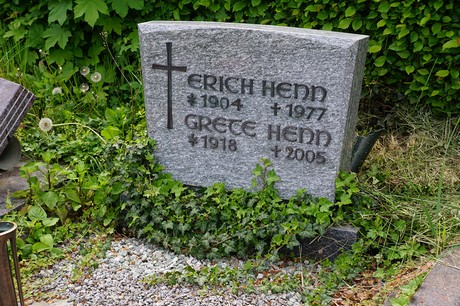 ERICH HENN
* 1904 † 1977
GRETE HENN
* 1918 † 2005